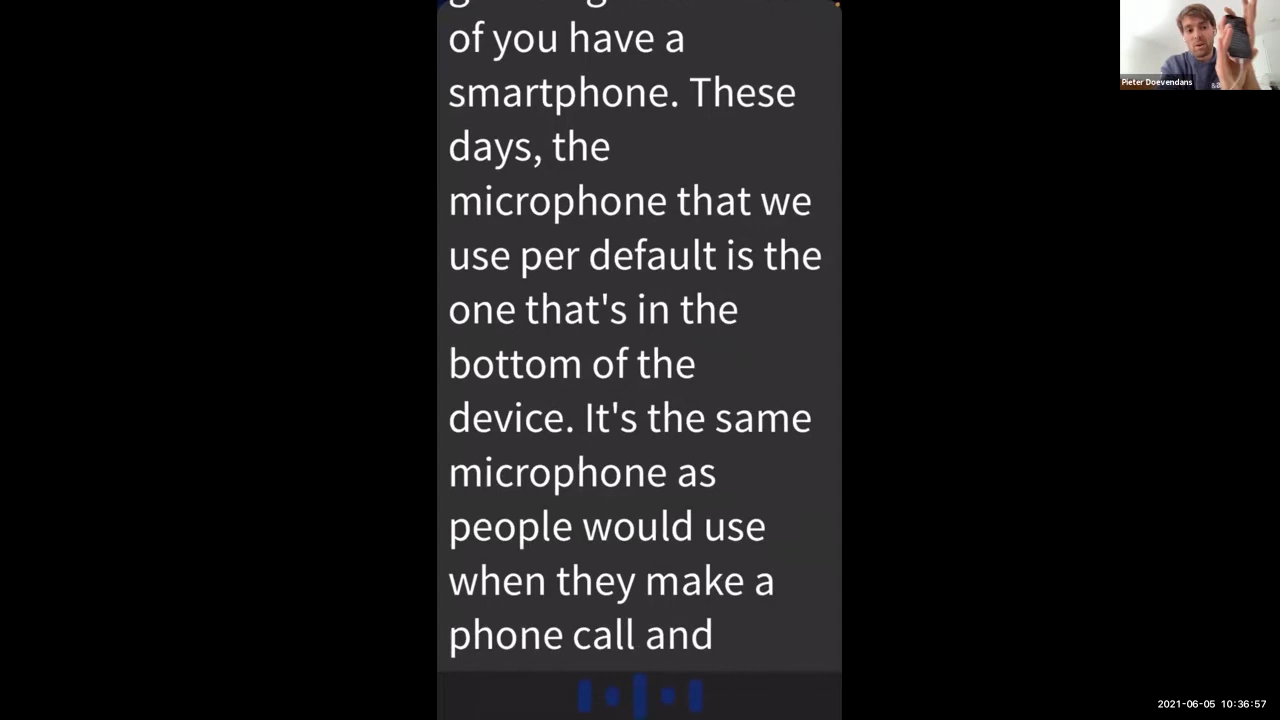 of you have a
smartphone. These
days, the
microphone that we
use per default is the
one that's in the
bottom of the
device. It's the same
microphone as
people would use
when they make a
phone call and
Pieter Doevendans
2021-06-05 10:36:57